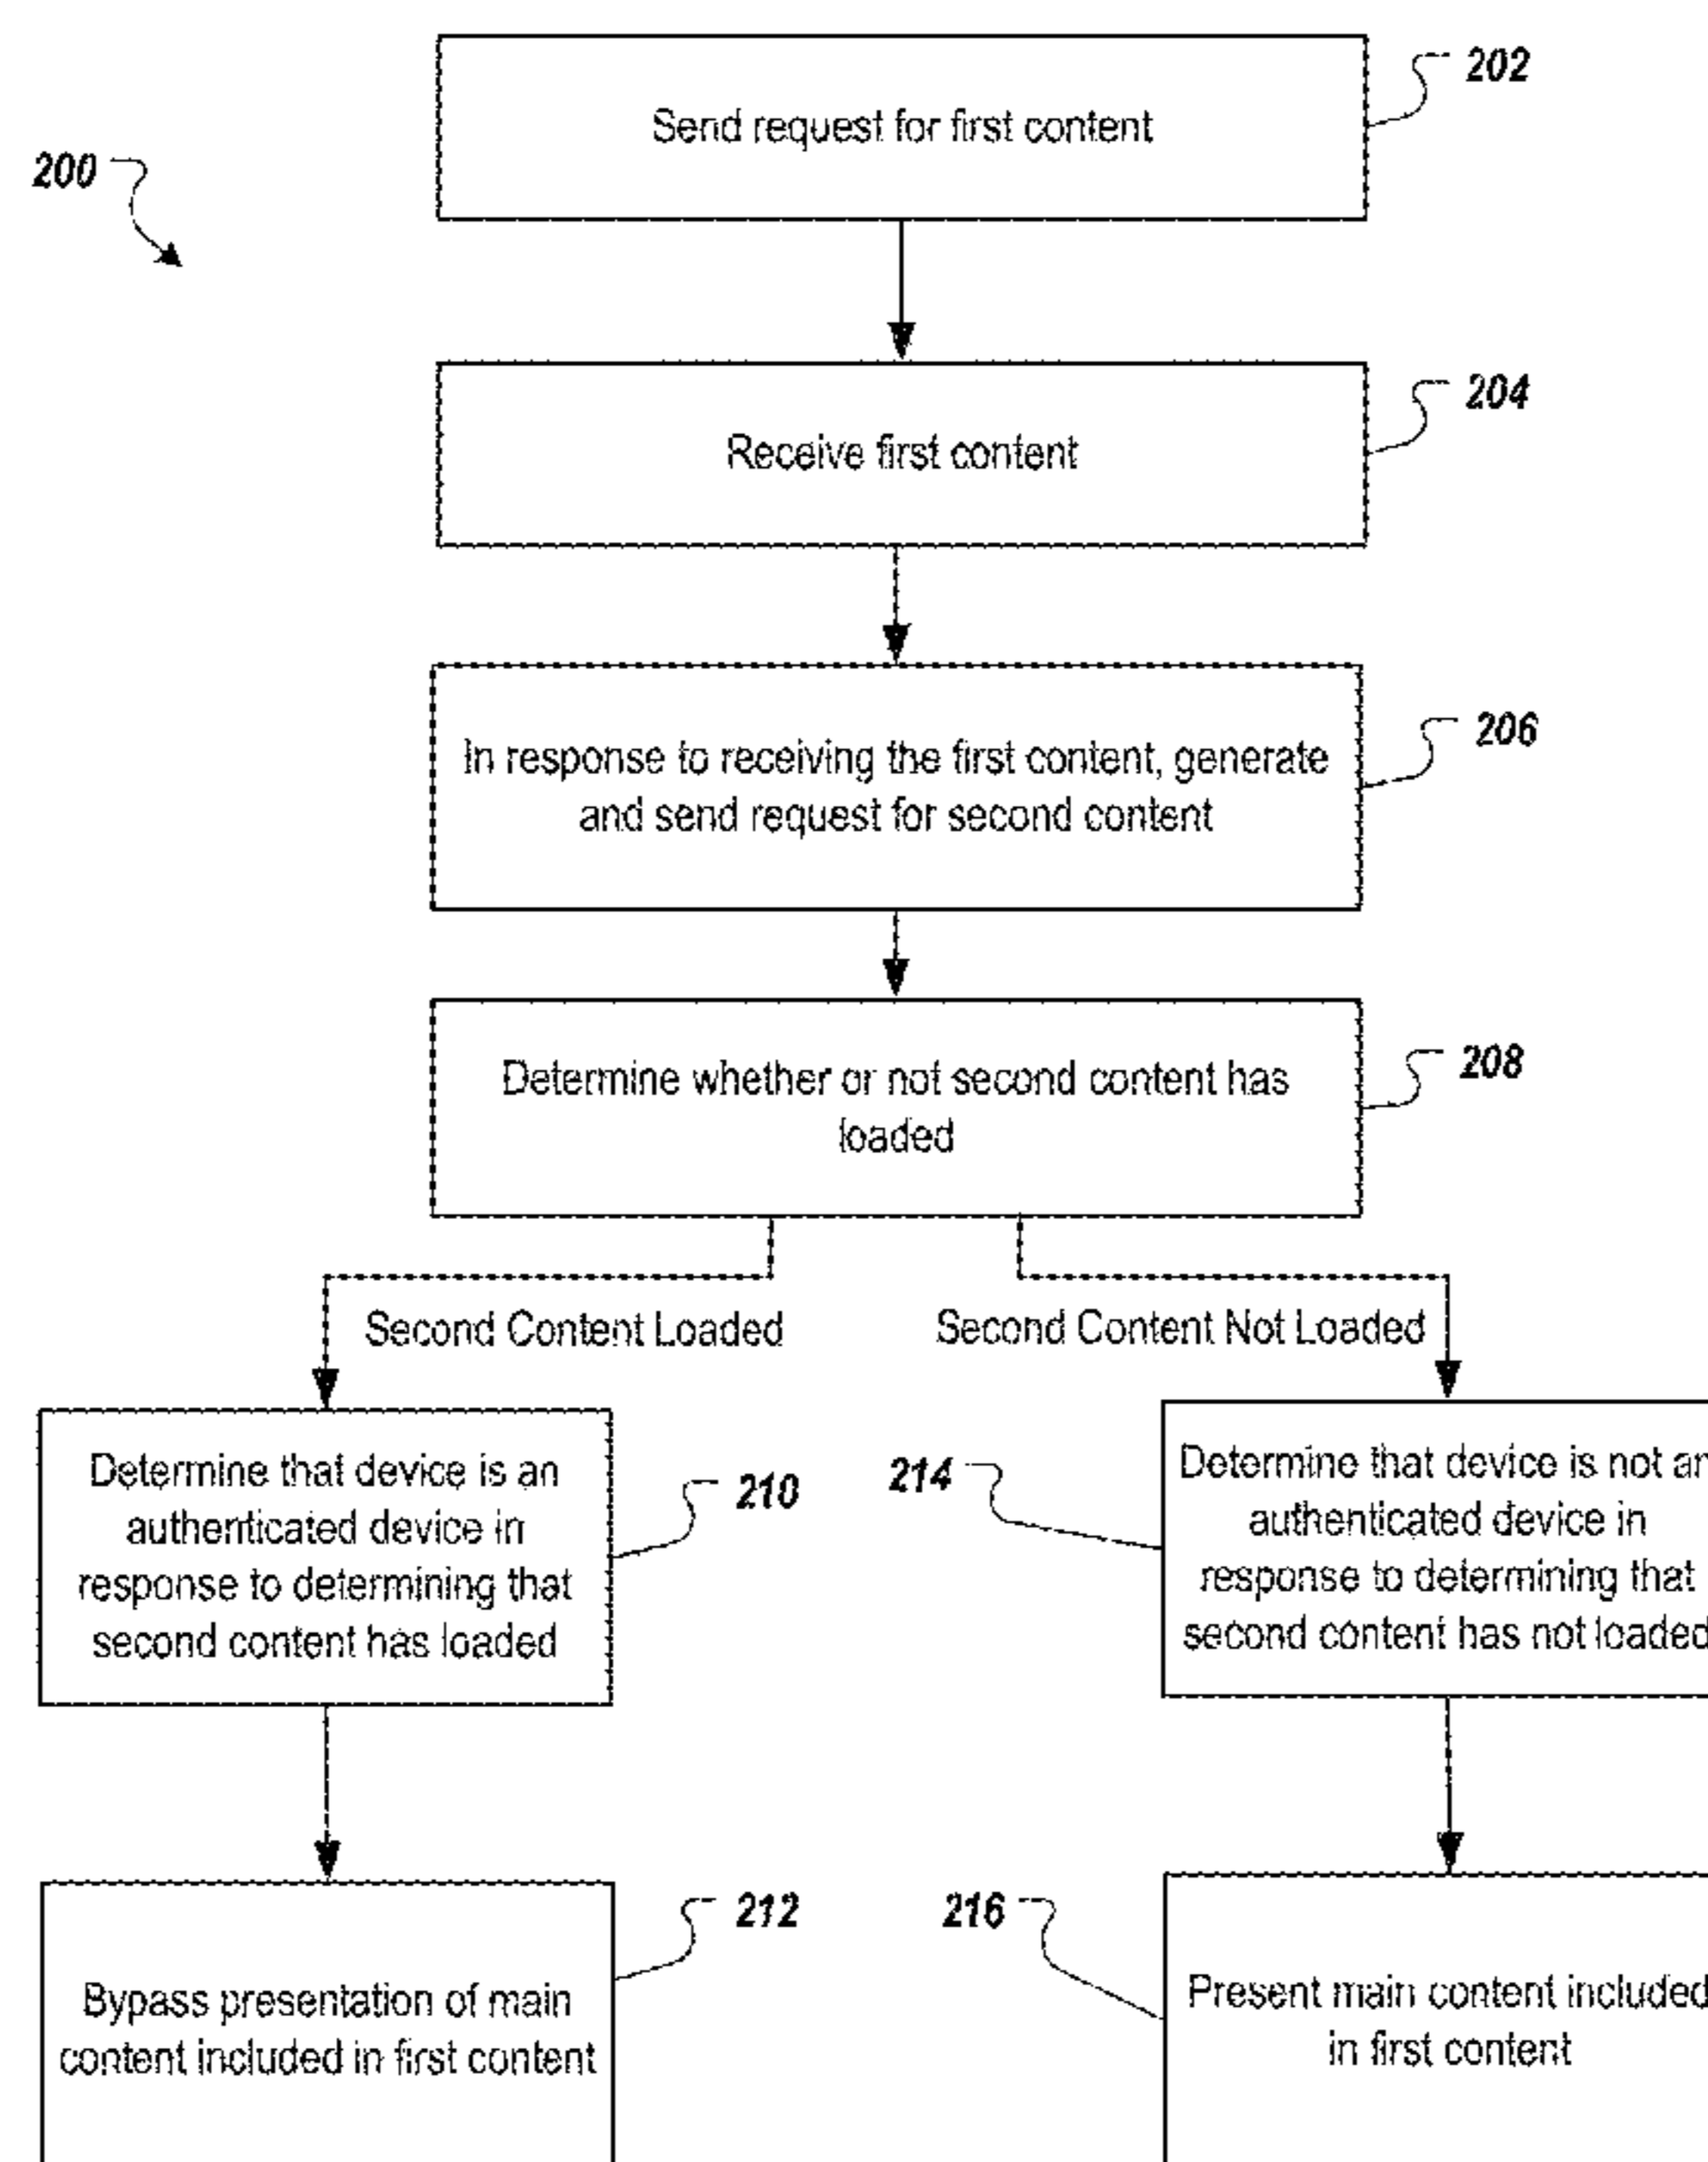 202
Send request for first content
200
204
Receive first content
206
In response to receiving the first content, generate
and send request for second content
208
Determine whether or not second content has
loaded
Second Content Loaded
Second Content Not Loaded
Determine that device is an
authenticated device in
response to determining that
second content has loaded
210
214
Determine that device is not an
authenticated device in
response to determining that
second content has not loaded
212
216
Bypass presentation of main
content included in first content
Present main content included
in first content